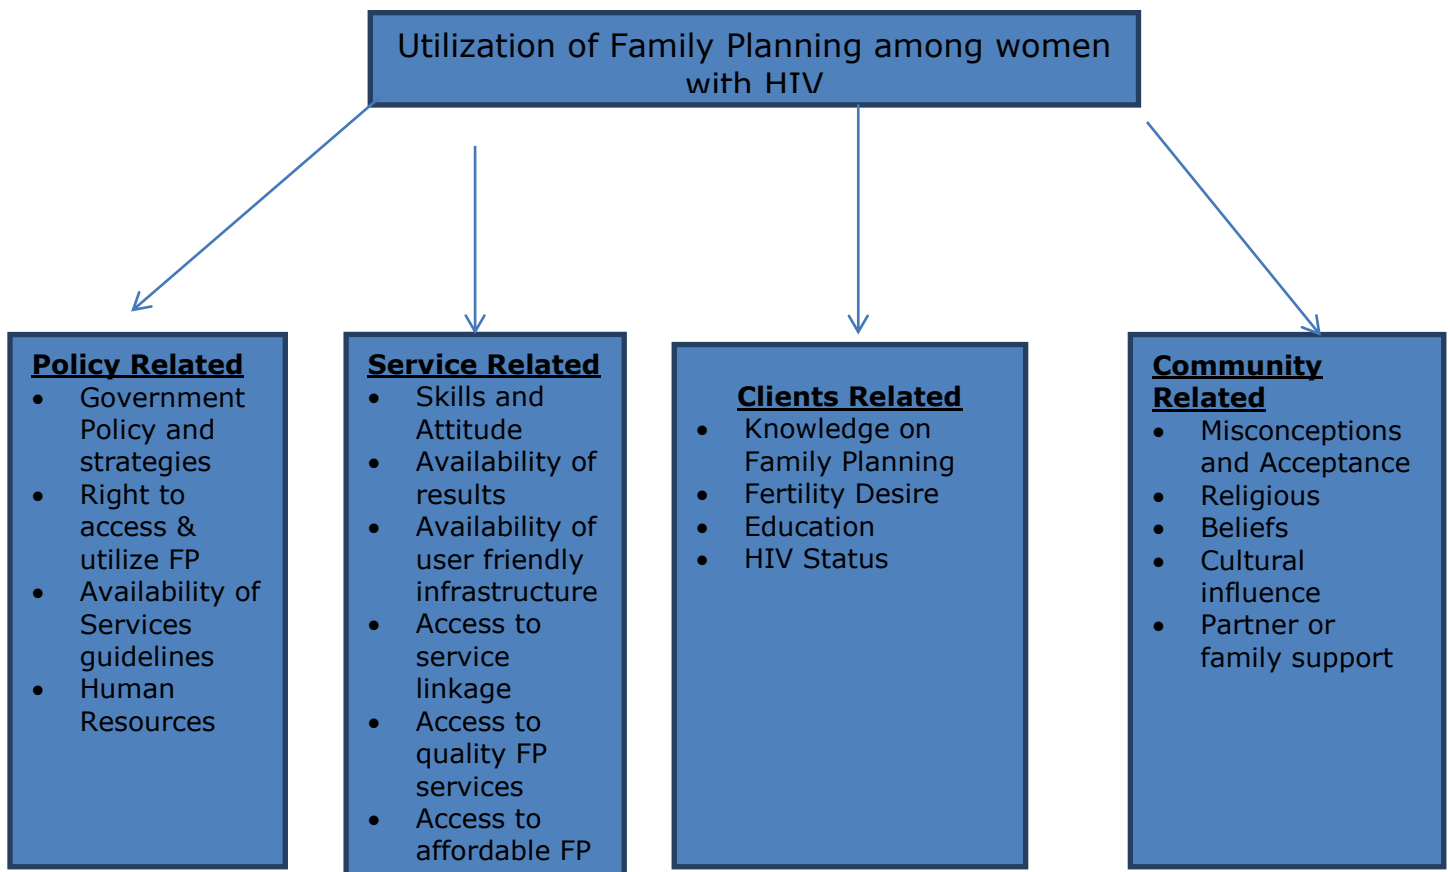 Utilization of Family Planning among women
with HIV
Policy Related
• Government
Policy and
strategies
• Right to
access &
utilize FP
• Availability of
Services
guidelines
• Human
Resources
Service Related
• Skills and
Attitude
• Availability of
results
• Availability of
user friendly
infrastructure
• Access to
service
linkage
• Access to
quality FP
services
• Access to
affordable FP
Clients Related
• Knowledge on
Family Planning
• Fertility Desire
• Education
• HIV Status
Community
Related
• Misconceptions
and Acceptance
• Religious
• Beliefs
• Cultural
influence
• Partner or
family support